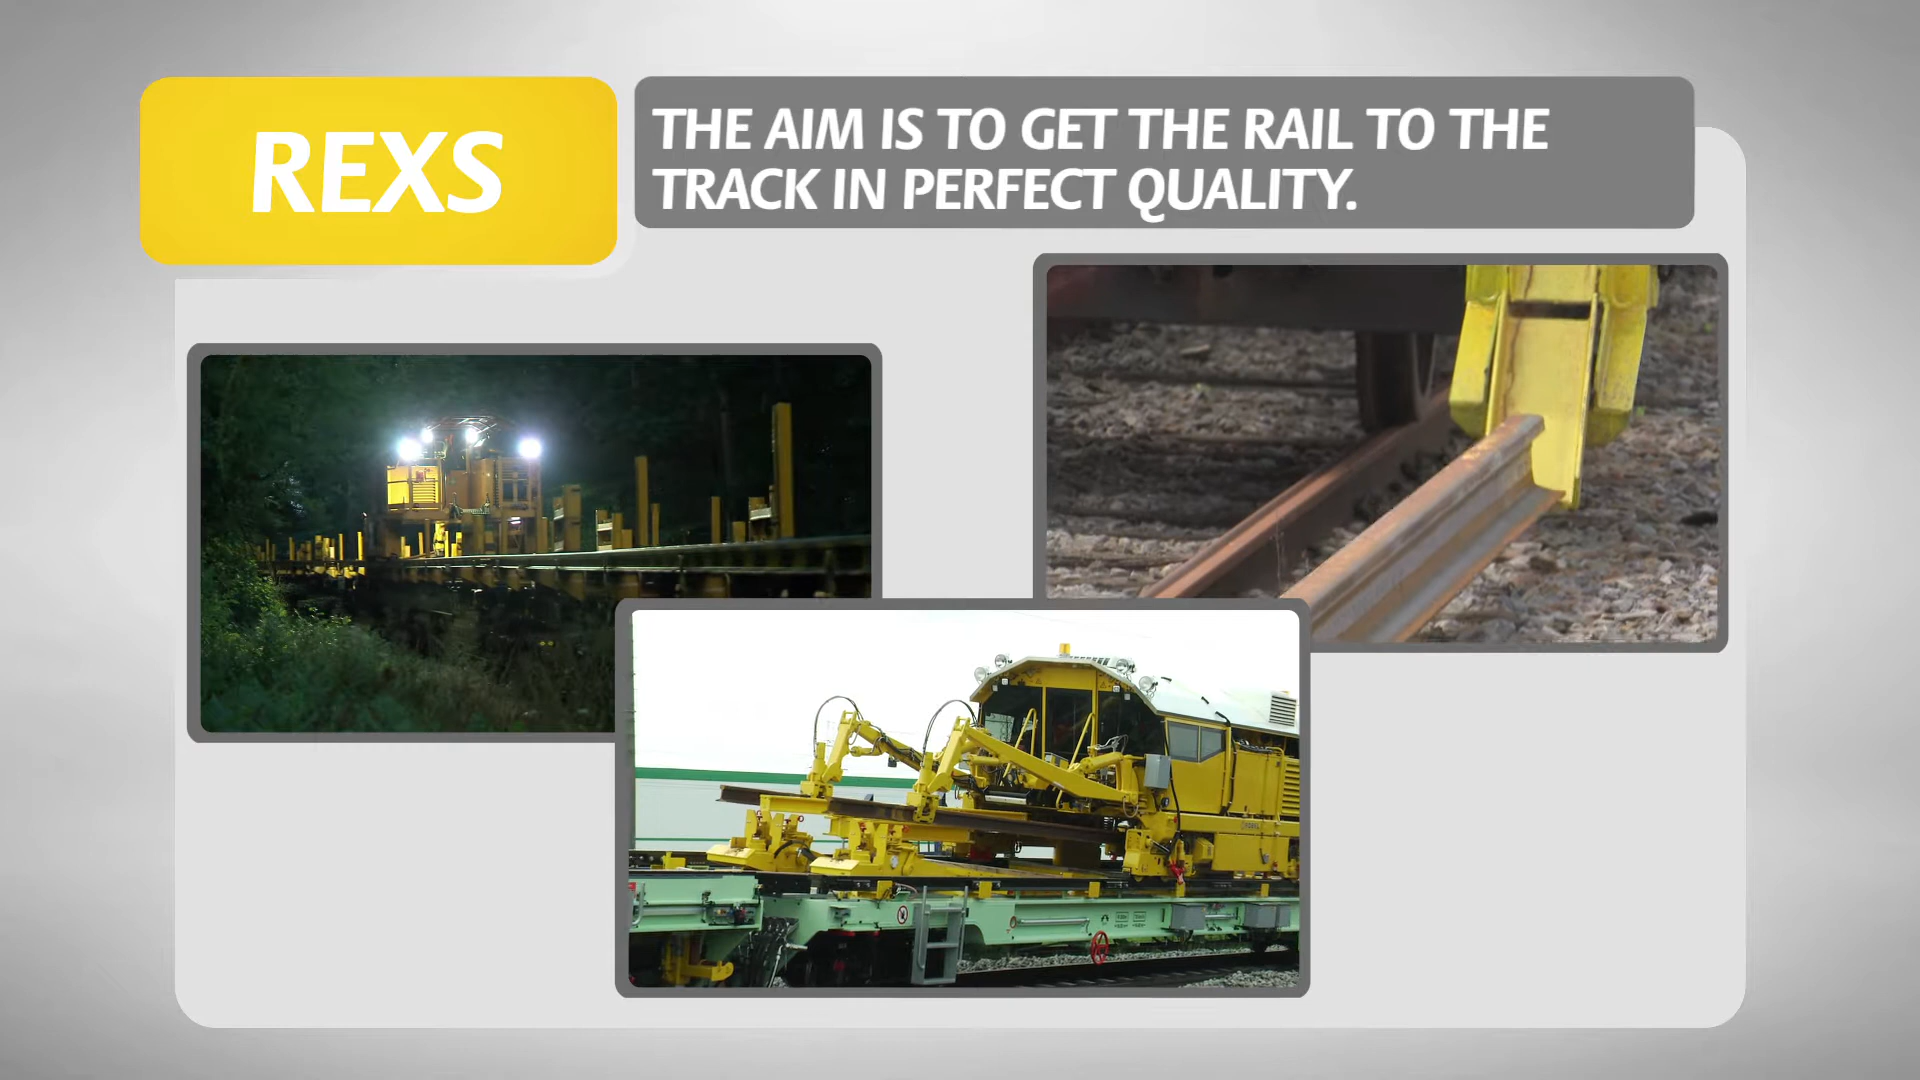 REXS
THE AIM IS TO GET THE RAIL TO THE
TRACK IN PERFECT QUALITY.